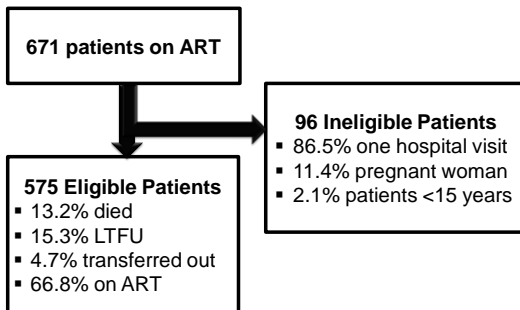 671 patients on ART
96 Ineligible Patients
▪ 86.5% one hospital visit
▪ 11.4% pregnant woman
▪ 2.1% patients <15 years
575 Eligible Patients
▪ 13.2% died
▪ 15.3% LTFU
▪ 4.7% transferred out
▪ 66.8% on ART